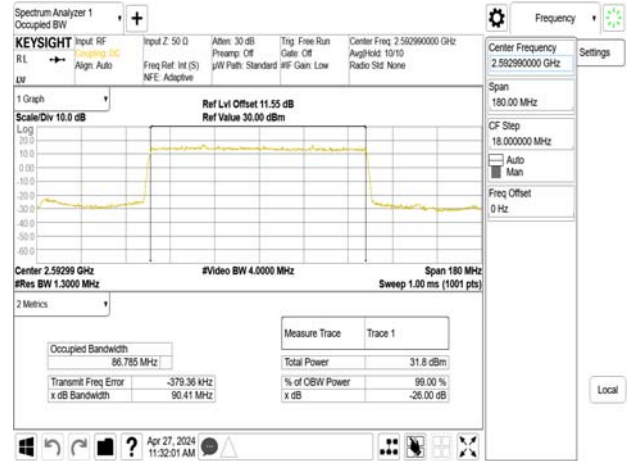 Spectrum Analyzer 1
Occupied BW
+
Frequency
KEYSIGHT
RL
Input: RF
Coupling: DC
Align: Auto
Input Z: 50 Ω
Freq Ref: Int (S)
NFE: Adaptive
Atten: 30 dB
Preamp: Off
µW Path: Standard
Trig: Free Run
Gate: Off
#IF Gain: Low
Center Freq: 2.592990000 GHz
Avg|Hold: 10/10
Radio Std: None
Center Frequency
2.592990000 GHz
Settings
Span
180.00 MHz
CF Step
18.000000 MHz
Auto
Man
Freq Offset
0 Hz
Local
1 Graph
Scale/Div 10.0 dB
Ref Lvl Offset 11.55 dB
Ref Value 30.00 dBm
Log
20.0
10.0
0.00
-10.0
-20.0
-30.0
-40.0
-50.0
-60.0
Center 2.59299 GHz
#Res BW 1.3000 MHz
#Video BW 4.0000 MHz
Span 180 MHz
Sweep 1.00 ms (1001 pts)
2 Metrics
Measure Trace Trace 1
Occupied Bandwidth
86.785 MHz
Total Power 31.8 dBm
Transmit Freq Error -379.36 kHz
% of OBW Power 99.00 %
x dB Bandwidth 90.41 MHz
x dB -26.00 dB
?
Apr 27, 2024
11:32:01 AM